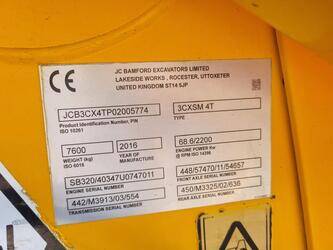 CE
JC BAMFORD EXCAVATORS LIMITED
LAKESIDE WORKS, ROCESTER, UTTOXETER
UNITED KINGDOM ST14 5JP
JCB3CX4TP02005774
3CXSM 4T
Product Identification Number, PIN
ISO 10261
TYPE
7600
2016
68.6/2200
WEIGHT (kg)
ISO 6016
YEAR OF
MANUFACTURE
ENGINE POWER for
@ RPM/ISO 14396
SB320/40347U0747011
448/57470/11/54657
ENGINE SERIAL NUMBER
FRONT AXLE SERIAL NUMBER
442/M3913/03/554
450/M3325/02/636
TRANSMISSION SERIAL NUMBER
REAR AXLE SERIAL NUMBER